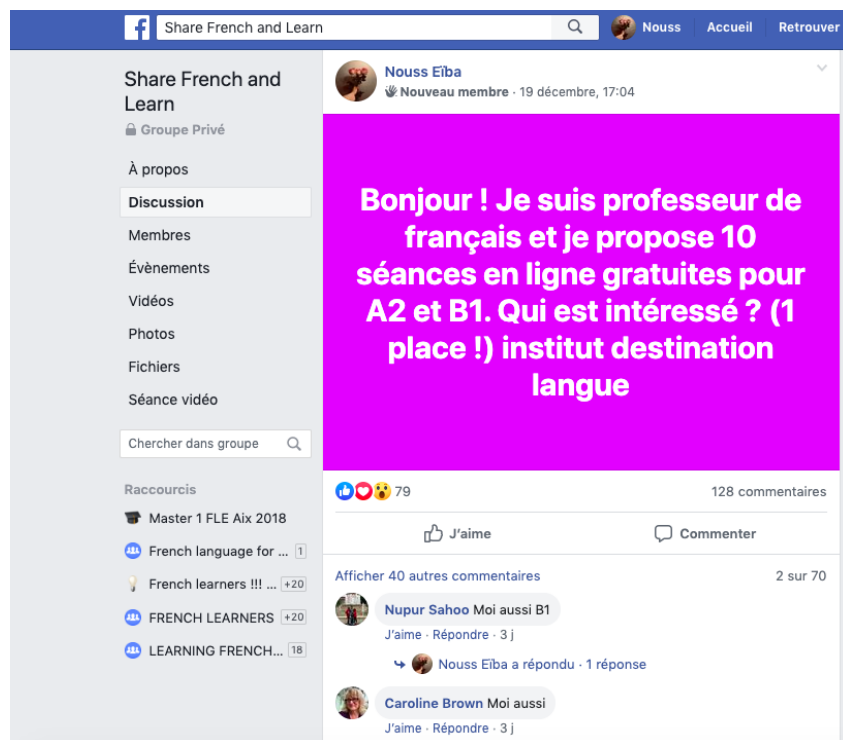 Share French and Learn
Nouss
Accueil
Retrouver
Share French and
Learn
Groupe Privé
À propos
Discussion
Membres
Évènements
Vidéos
Photos
Fichiers
Séance vidéo
Chercher dans groupe
Raccourcis
Master 1 FLE Aix 2018
French language for ... 1
French learners !!! ... +20
FRENCH LEARNERS +20
LEARNING FRENCH... 18
Nouss Eïba
Nouveau membre · 19 décembre, 17:04
Bonjour ! Je suis professeur de
français et je propose 10
séances en ligne gratuites pour
A2 et B1. Qui est intéressé ? (1
place !) institut destination
langue
79
128 commentaires
J'aime
Commenter
Afficher 40 autres commentaires
2 sur 70
Nupur Sahoo Moi aussi B1
J'aime · Répondre · 3 j
Nouss Eïba a répondu · 1 réponse
Caroline Brown Moi aussi
J'aime · Répondre · 3 j